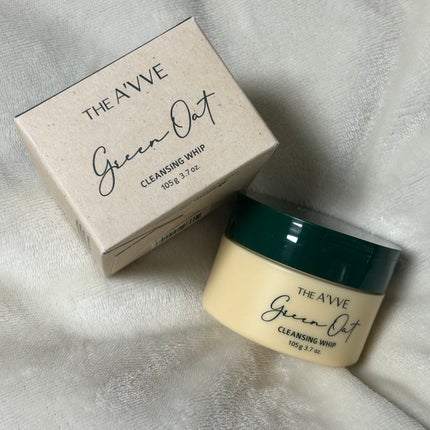 THE A'VVE
Green Oat
CLEANSING WHIP
105g 3.7 oz.
THE A'VVE
Green Oat
CLEANSING WHIP
105g 3.7 oz.